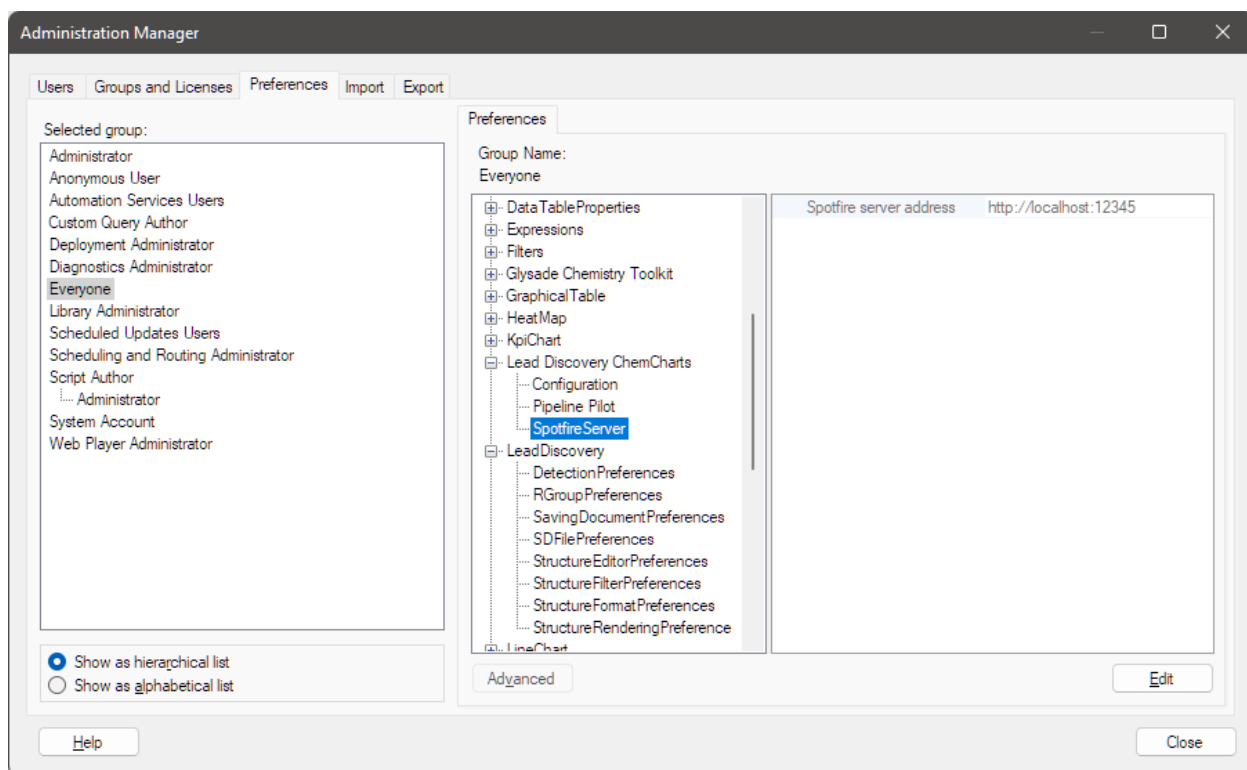 Administration Manager
Users Groups and Licenses Preferences Import Export
Selected group:
Administrator
Anonymous User
Automation Services Users
Custom Query Author
Deployment Administrator
Diagnostics Administrator
Everyone
Library Administrator
Scheduled Updates Users
Scheduling and Routing Administrator
Script Author
Administrator
System Account
Web Player Administrator
Show as hierarchical list
Show as alphabetical list
Preferences
Group Name:
Everyone
DataTableProperties
Expressions
Filters
Glysade Chemistry Toolkit
GraphicalTable
HeatMap
KpiChart
Lead Discovery ChemCharts
Configuration
Pipeline Pilot
SpotfireServer
LeadDiscovery
DetectionPreferences
RGroupPreferences
SavingDocumentPreferences
SDFilePreferences
StructureEditorPreferences
StructureFilterPreferences
StructureFormatPreferences
StructureRenderingPreference
LineChart
Spotfire server address http://localhost:12345
Advanced
Edit
Help
Close